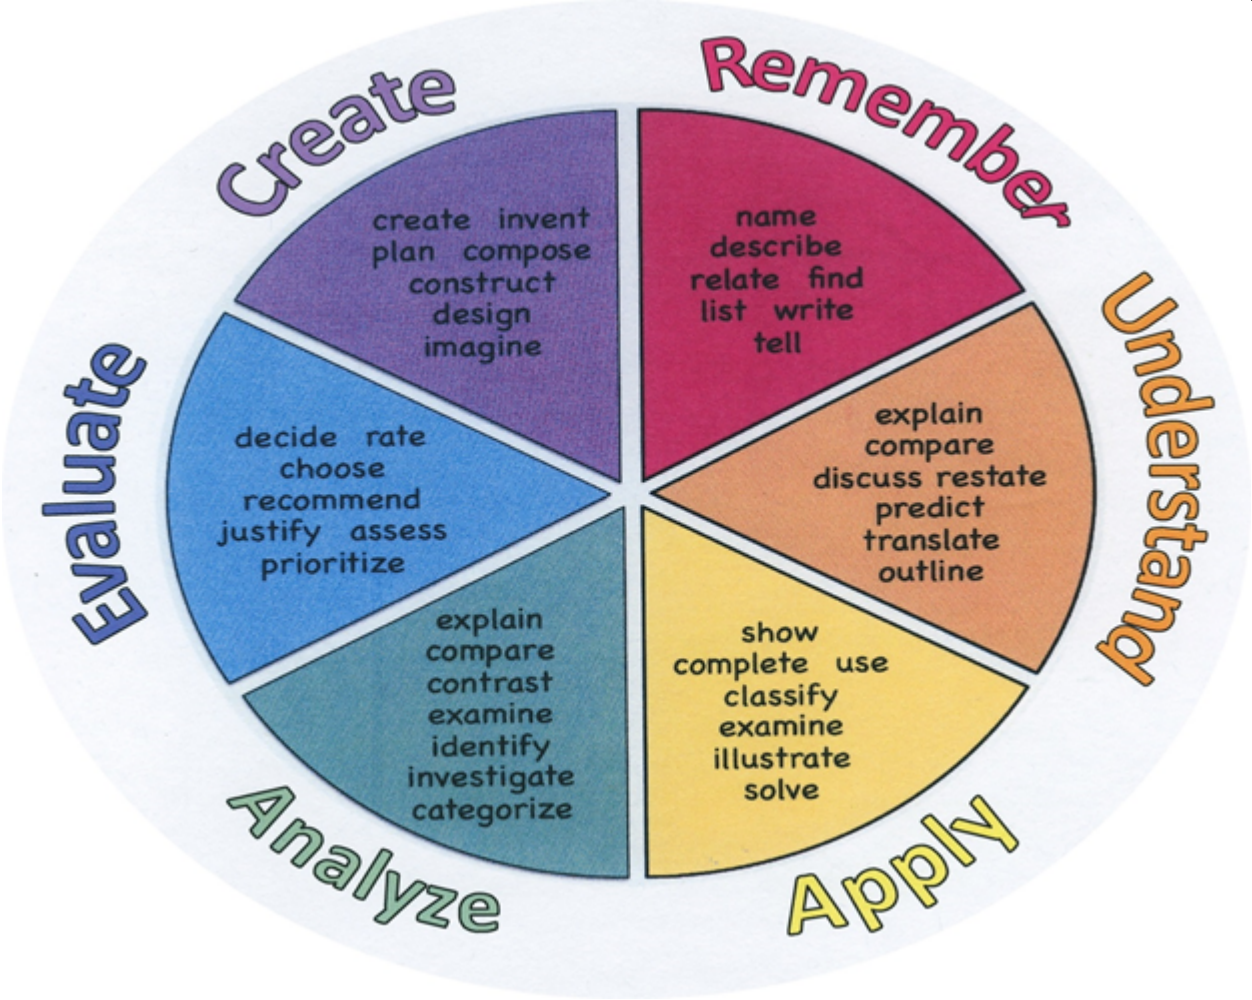 Remember
name
describe
relate find
list write
tell
Understand
explain
compare
discuss restate
predict
translate
outline
Apply
show
complete use
classify
examine
illustrate
solve
Analyze
explain
compare
contrast
examine
identify
investigate
categorize
Evaluate
decide rate
choose
recommend
justify assess
prioritize
Create
create invent
plan compose
construct
design
imagine